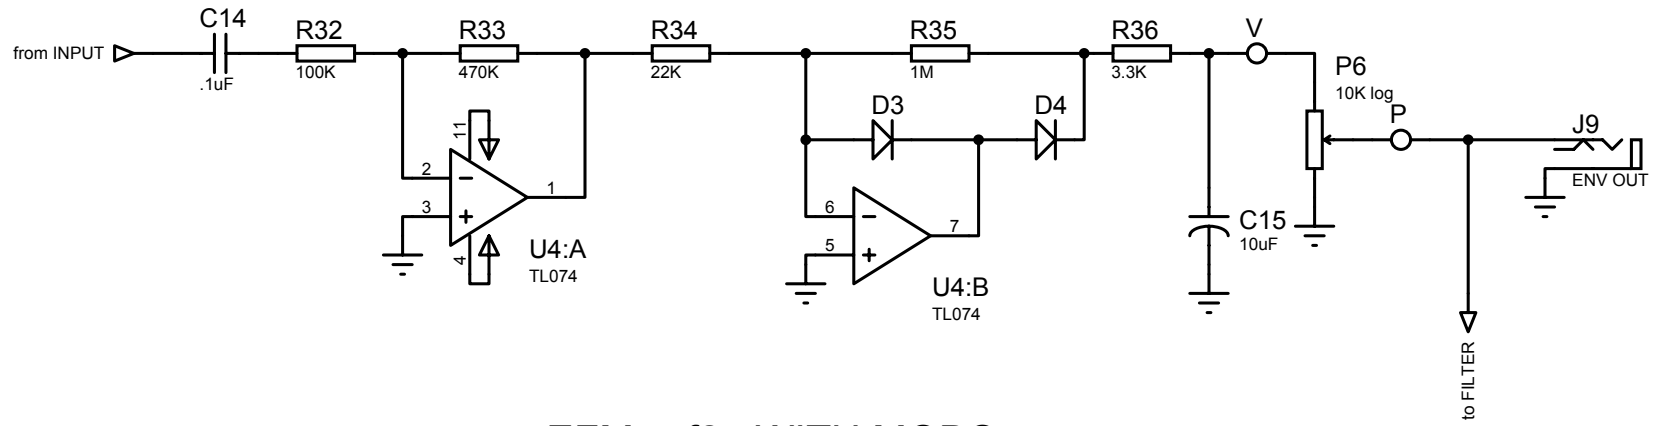 from INPUT
C14
.1uF
R32
100K
R33
470K
R34
22K
R35
1M
R36
3.3K
V
P6
10K log
P
J9
ENV OUT
D3
D4
11
2
3
4
1
U4:A
TL074
6
5
7
U4:B
TL074
C15
10uF
to FILTER